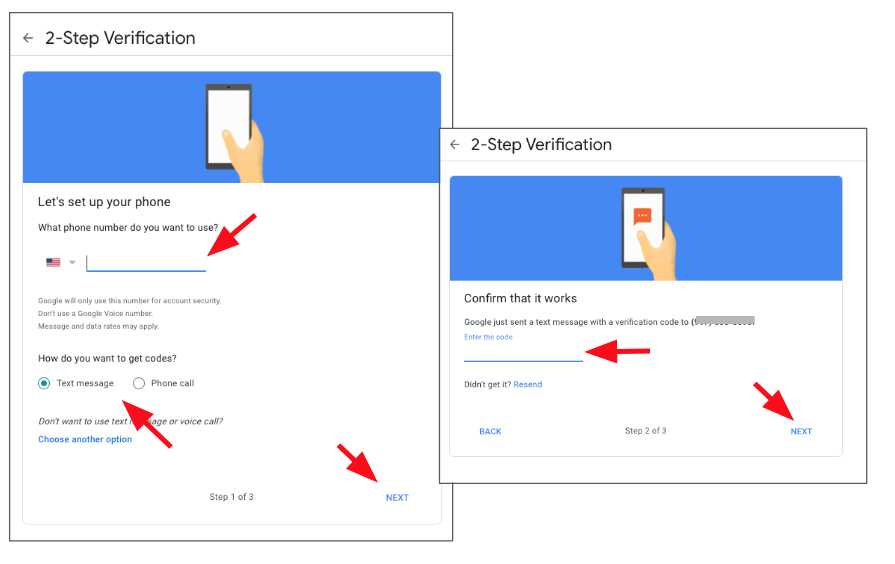 2-Step Verification
Let's set up your phone
What phone number do you want to use?
Google will only use this number for account security.
Don't use a Google Voice number.
Message and data rates may apply.
How do you want to get codes?
Text message
Phone call
Don't want to use text message or voice call?
Choose another option
Step 1 of 3
NEXT
2-Step Verification
Confirm that it works
Google just sent a text message with a verification code to
Enter the code
Didn't get it? Resend
BACK
Step 2 of 3
NEXT